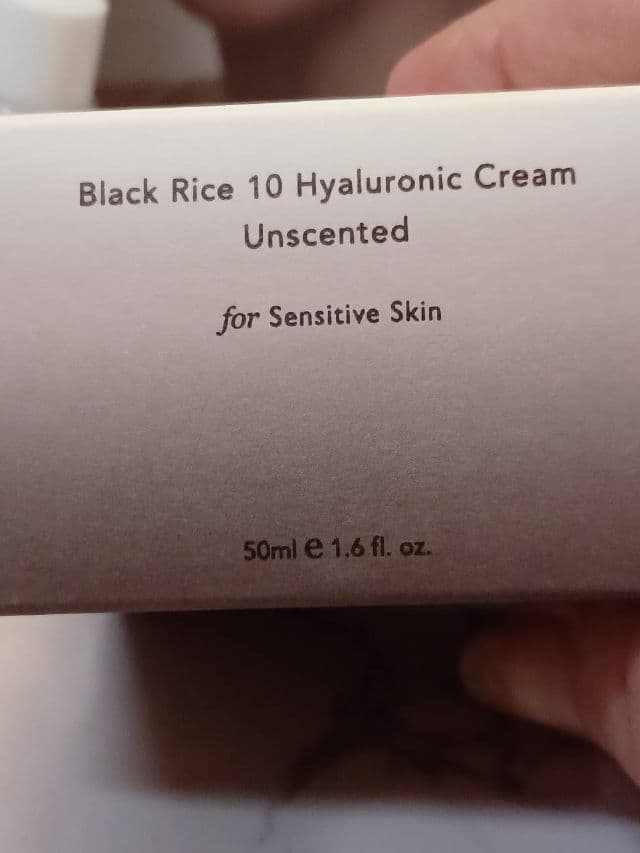 Black Rice 10 Hyaluronic Cream
Unscented
for Sensitive Skin
50ml e 1.6 fl. oz.